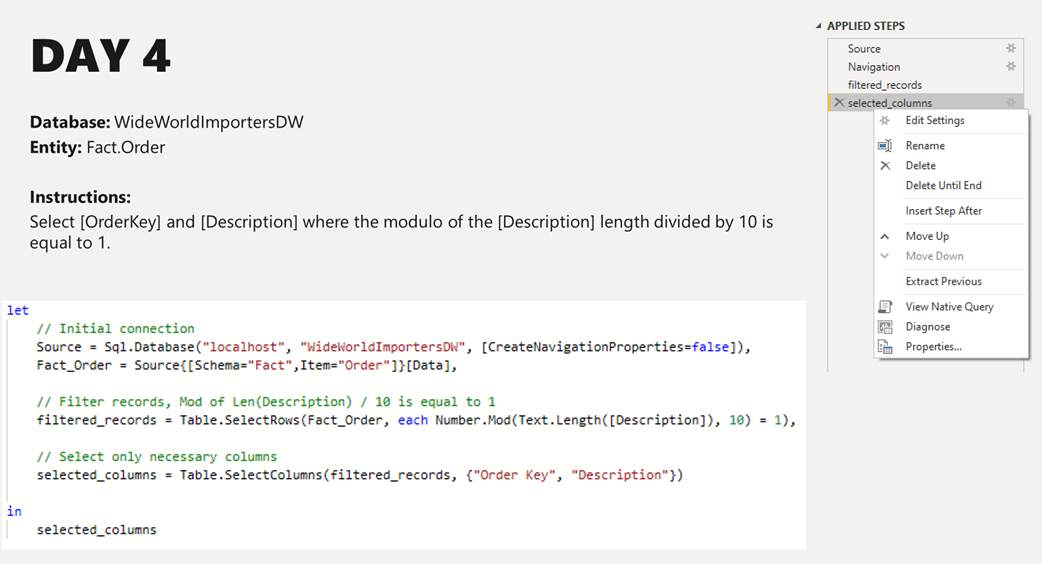 DAY 4
Database: WideWorldImportersDW
Entity: Fact.Order
Instructions:
Select [OrderKey] and [Description] where the modulo of the [Description] length divided by 10 is
equal to 1.
let
// Initial connection
Source = Sql.Database("localhost", "WideWorldImportersDW", [CreateNavigationProperties=false]),
Fact_Order = Source{[Schema="Fact",Item="Order"]}[Data],
// Filter records, Mod of Len(Description) / 10 is equal to 1
filtered_records = Table.SelectRows(Fact_Order, each Number.Mod(Text.Length([Description]), 10) = 1),
// Select only necessary columns
selected_columns = Table.SelectColumns(filtered_records, {"Order Key", "Description"})
in
selected_columns
APPLIED STEPS
Source
Navigation
filtered_records
selected_columns
Edit Settings
Rename
Delete
Delete Until End
Insert Step After
Move Up
Move Down
Extract Previous
View Native Query
Diagnose
Properties...